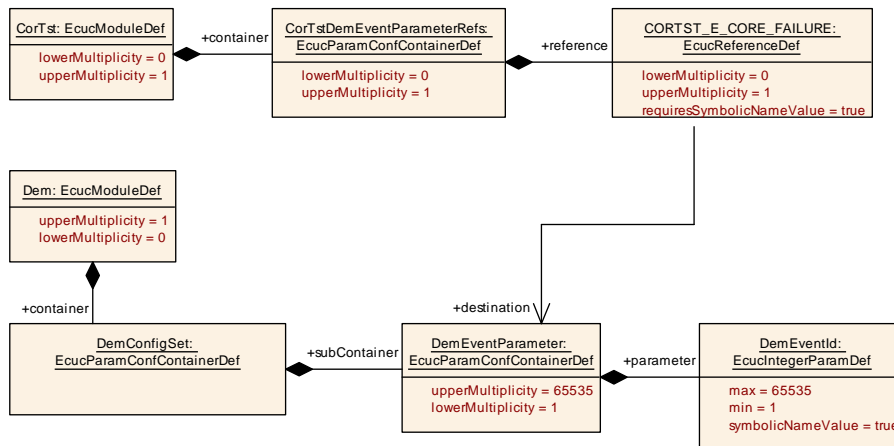 CorTst: EcucModuleDef
lowerMultiplicity = 0
upperMultiplicity = 1
+container
CorTstDemEventParameterRefs:
EcucParamConfContainerDef
lowerMultiplicity = 0
upperMultiplicity = 1
+reference
CORTST_E_CORE_FAILURE:
EcucReferenceDef
lowerMultiplicity = 0
upperMultiplicity = 1
requiresSymbolicNameValue = true
Dem: EcucModuleDef
upperMultiplicity = 1
lowerMultiplicity = 0
+container
+destination
DemConfigSet:
EcucParamConfContainerDef
+subContainer
DemEventParameter:
EcucParamConfContainerDef
upperMultiplicity = 65535
lowerMultiplicity = 1
+parameter
DemEventId:
EcucIntegerParamDef
max = 65535
min = 1
symbolicNameValue = true